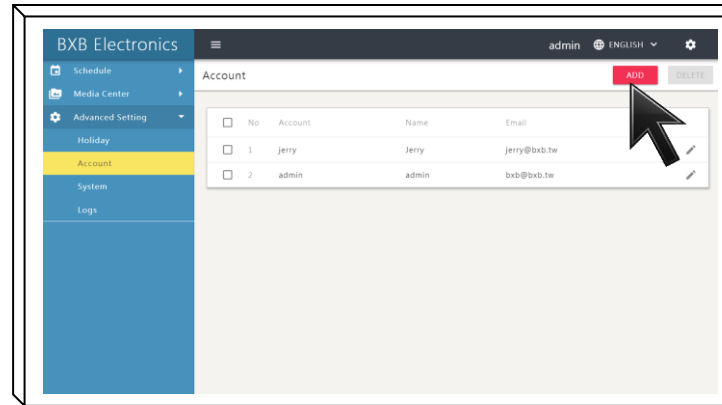 BXB Electronics
admin ENGLISH
Schedule
Media Center
Advanced Setting
Holiday
Account
System
Logs
Account
ADD DELETE
No Account Name Email
1 jerry Jerry jerry@bxb.tw
2 admin admin bxb@bxb.tw